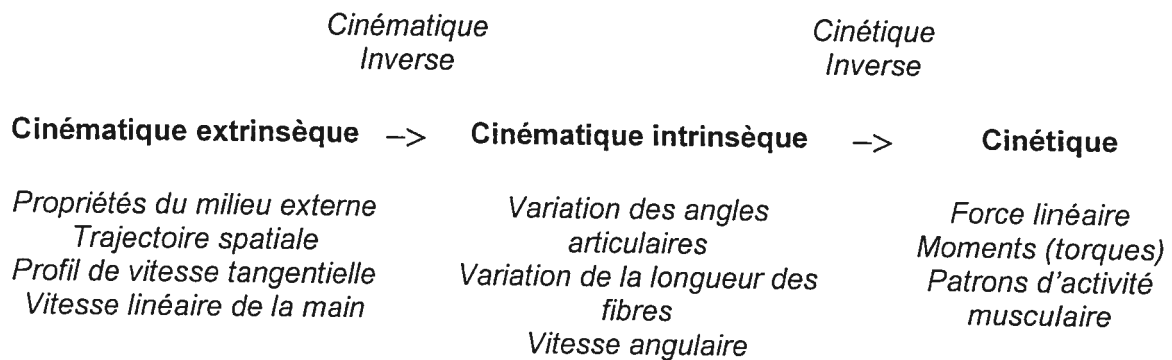 Cinématique
Inverse
Cinétique
Inverse
Cinématique extrinsèque –> Cinématique intrinsèque –> Cinétique
Propriétés du milieu externe
Trajectoire spatiale
Profil de vitesse tangentielle
Vitesse linéaire de la main
Variation des angles
articulaires
Variation de la longueur des
fibres
Vitesse angulaire
Force linéaire
Moments (torques)
Patrons d'activité
musculaire